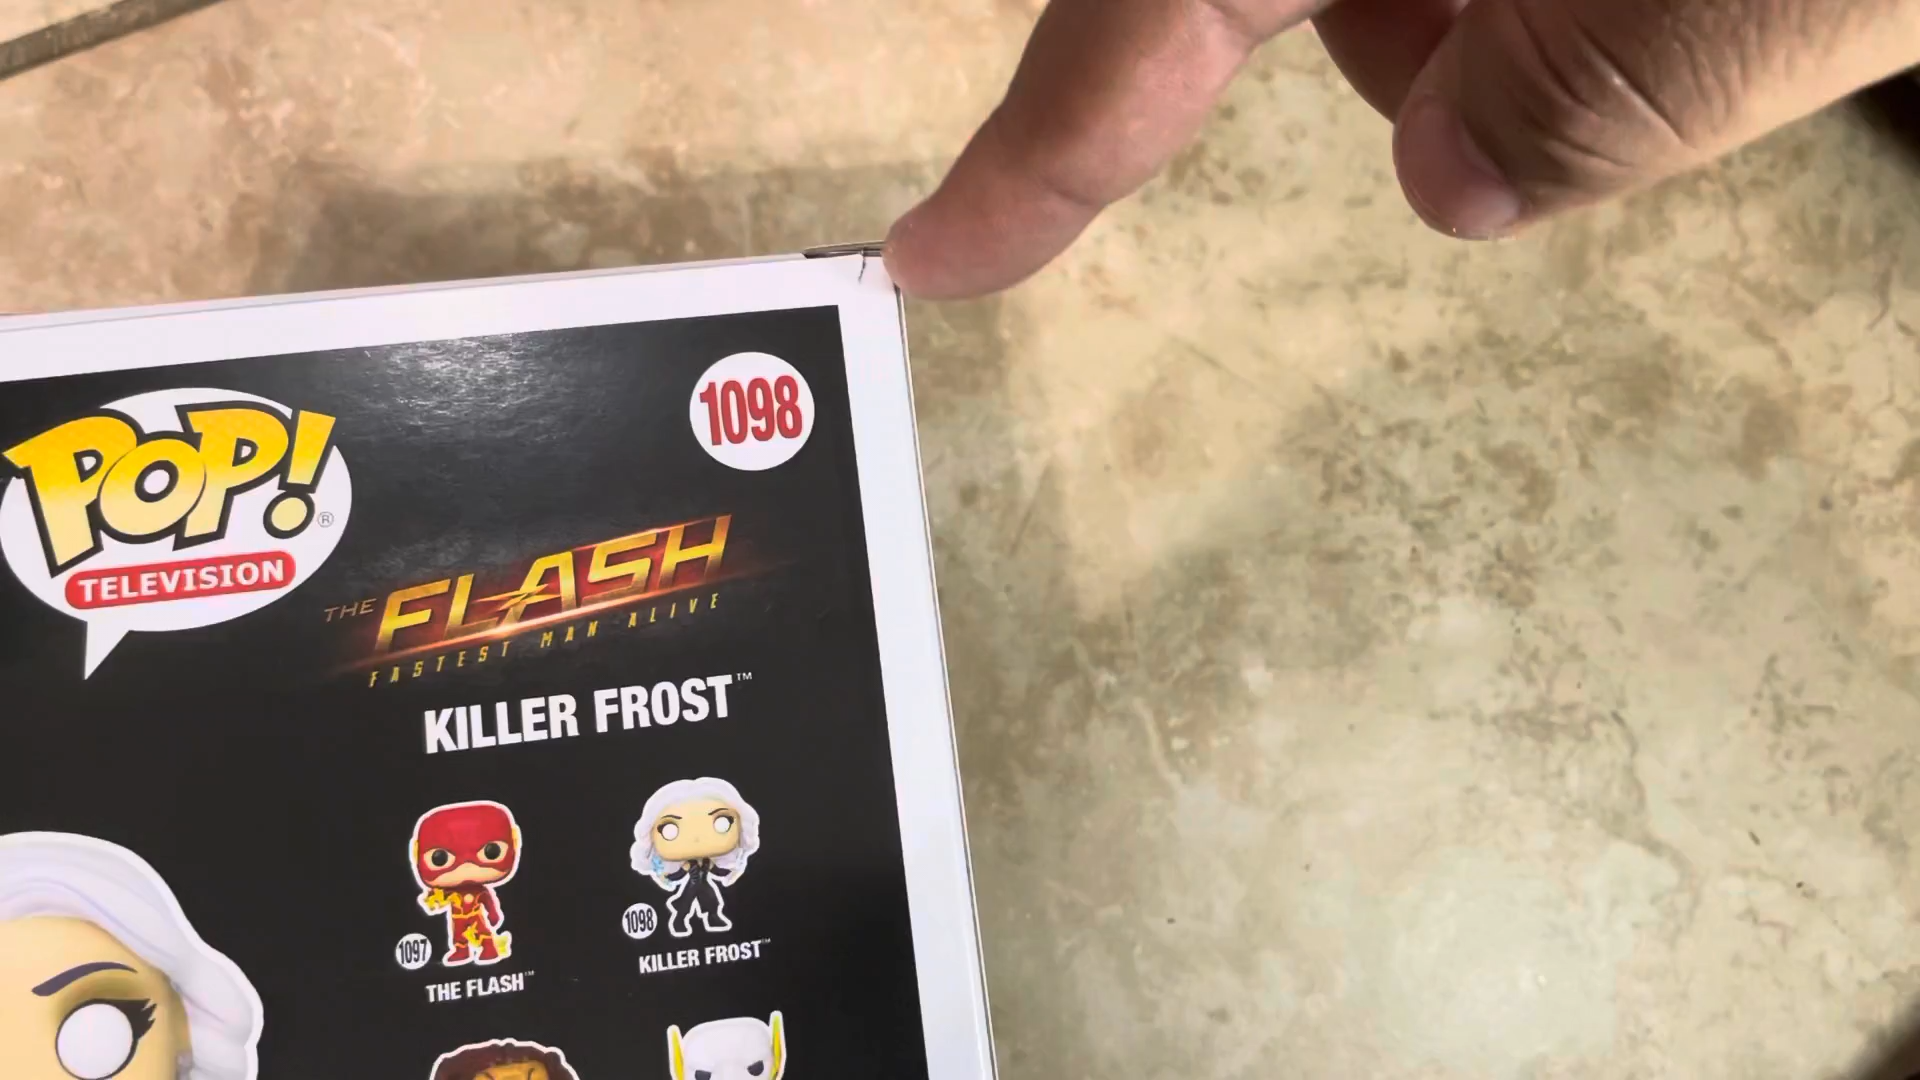 1098
POP!
®
TELEVISION
THE FLASH
FASTEST MAN ALIVE
KILLER FROST™
1097
THE FLASH™
1098
KILLER FROST™